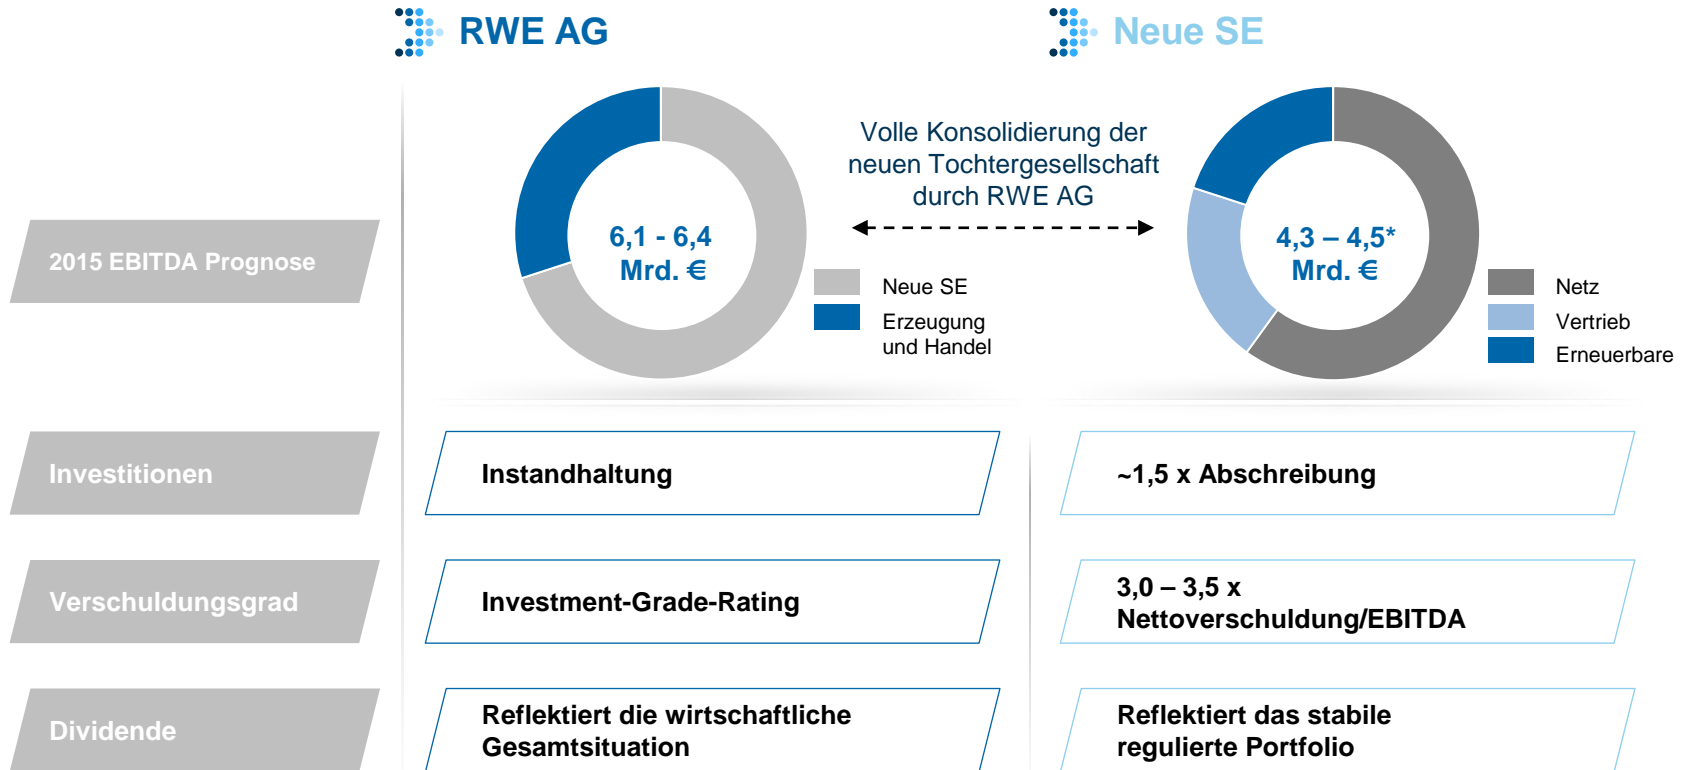 RWE AG
Neue SE
2015 EBITDA Prognose
6,1 - 6,4
Mrd. €
Neue SE
Erzeugung
und Handel
Volle Konsolidierung der
neuen Tochtergesellschaft
durch RWE AG
4,3 – 4,5*
Mrd. €
Netz
Vertrieb
Erneuerbare
Investitionen
Instandhaltung
~1,5 x Abschreibung
Verschuldungsgrad
Investment-Grade-Rating
3,0 – 3,5 x
Nettoverschuldung/EBITDA
Dividende
Reflektiert die wirtschaftliche
Gesamtsituation
Reflektiert das stabile
regulierte Portfolio